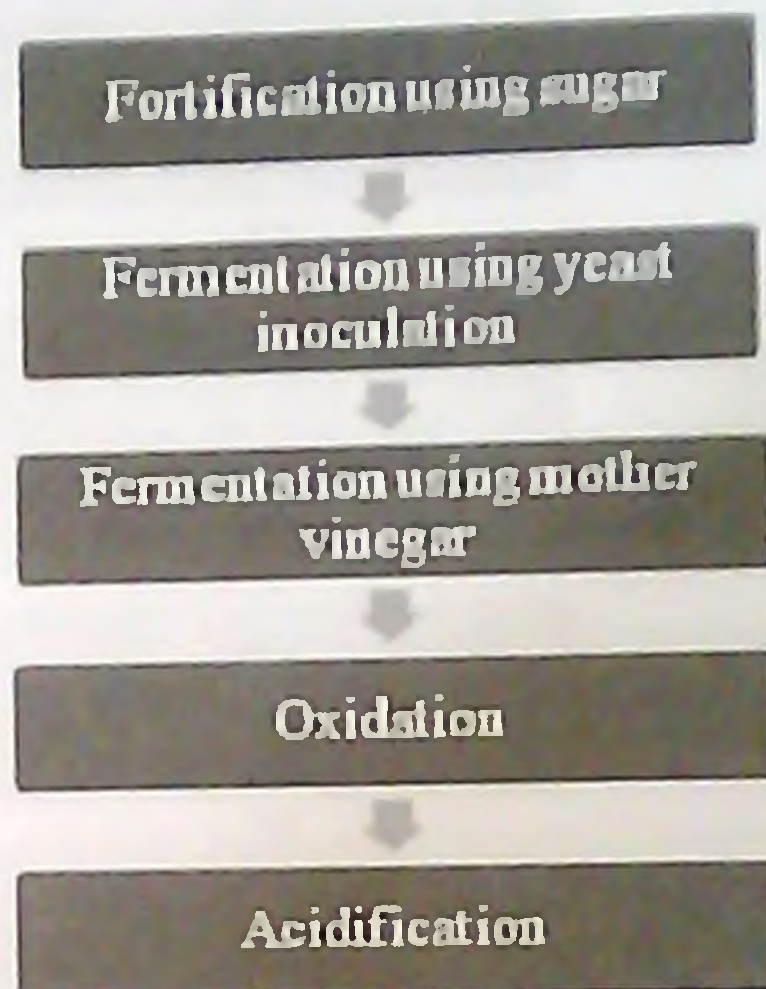 Fortification using sugar
Fermentation using yeast
inoculation
Fermentation using mother
vinegar
Oxidation
Acidification